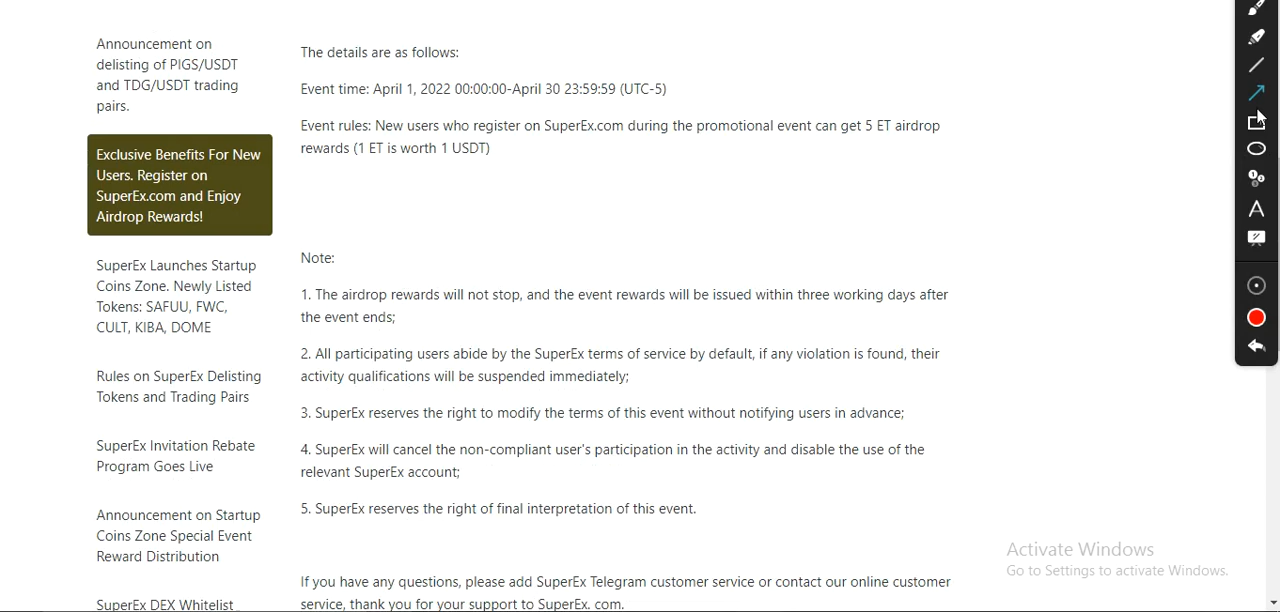 Announcement on
delisting of PIGS/USDT
and TDG/USDT trading
pairs.
Exclusive Benefits For New
Users. Register on
SuperEx.com and Enjoy
Airdrop Rewards!
SuperEx Launches Startup
Coins Zone. Newly Listed
Tokens: SAFUU, FWC,
CULT, KIBA, DOME
Rules on SuperEx Delisting
Tokens and Trading Pairs
SuperEx Invitation Rebate
Program Goes Live
Announcement on Startup
Coins Zone Special Event
Reward Distribution
SuperEx DEX Whitelist
The details are as follows:
Event time: April 1, 2022 00:00:00-April 30 23:59:59 (UTC-5)
Event rules: New users who register on SuperEx.com during the promotional event can get 5 ET airdrop
rewards (1 ET is worth 1 USDT)
Note:
1. The airdrop rewards will not stop, and the event rewards will be issued within three working days after
the event ends;
2. All participating users abide by the SuperEx terms of service by default, if any violation is found, their
activity qualifications will be suspended immediately;
3. SuperEx reserves the right to modify the terms of this event without notifying users in advance;
4. SuperEx will cancel the non-compliant user's participation in the activity and disable the use of the
relevant SuperEx account;
5. SuperEx reserves the right of final interpretation of this event.
If you have any questions, please add SuperEx Telegram customer service or contact our online customer
service, thank you for your support to SuperEx. com.
Activate Windows
Go to Settings to activate Windows.